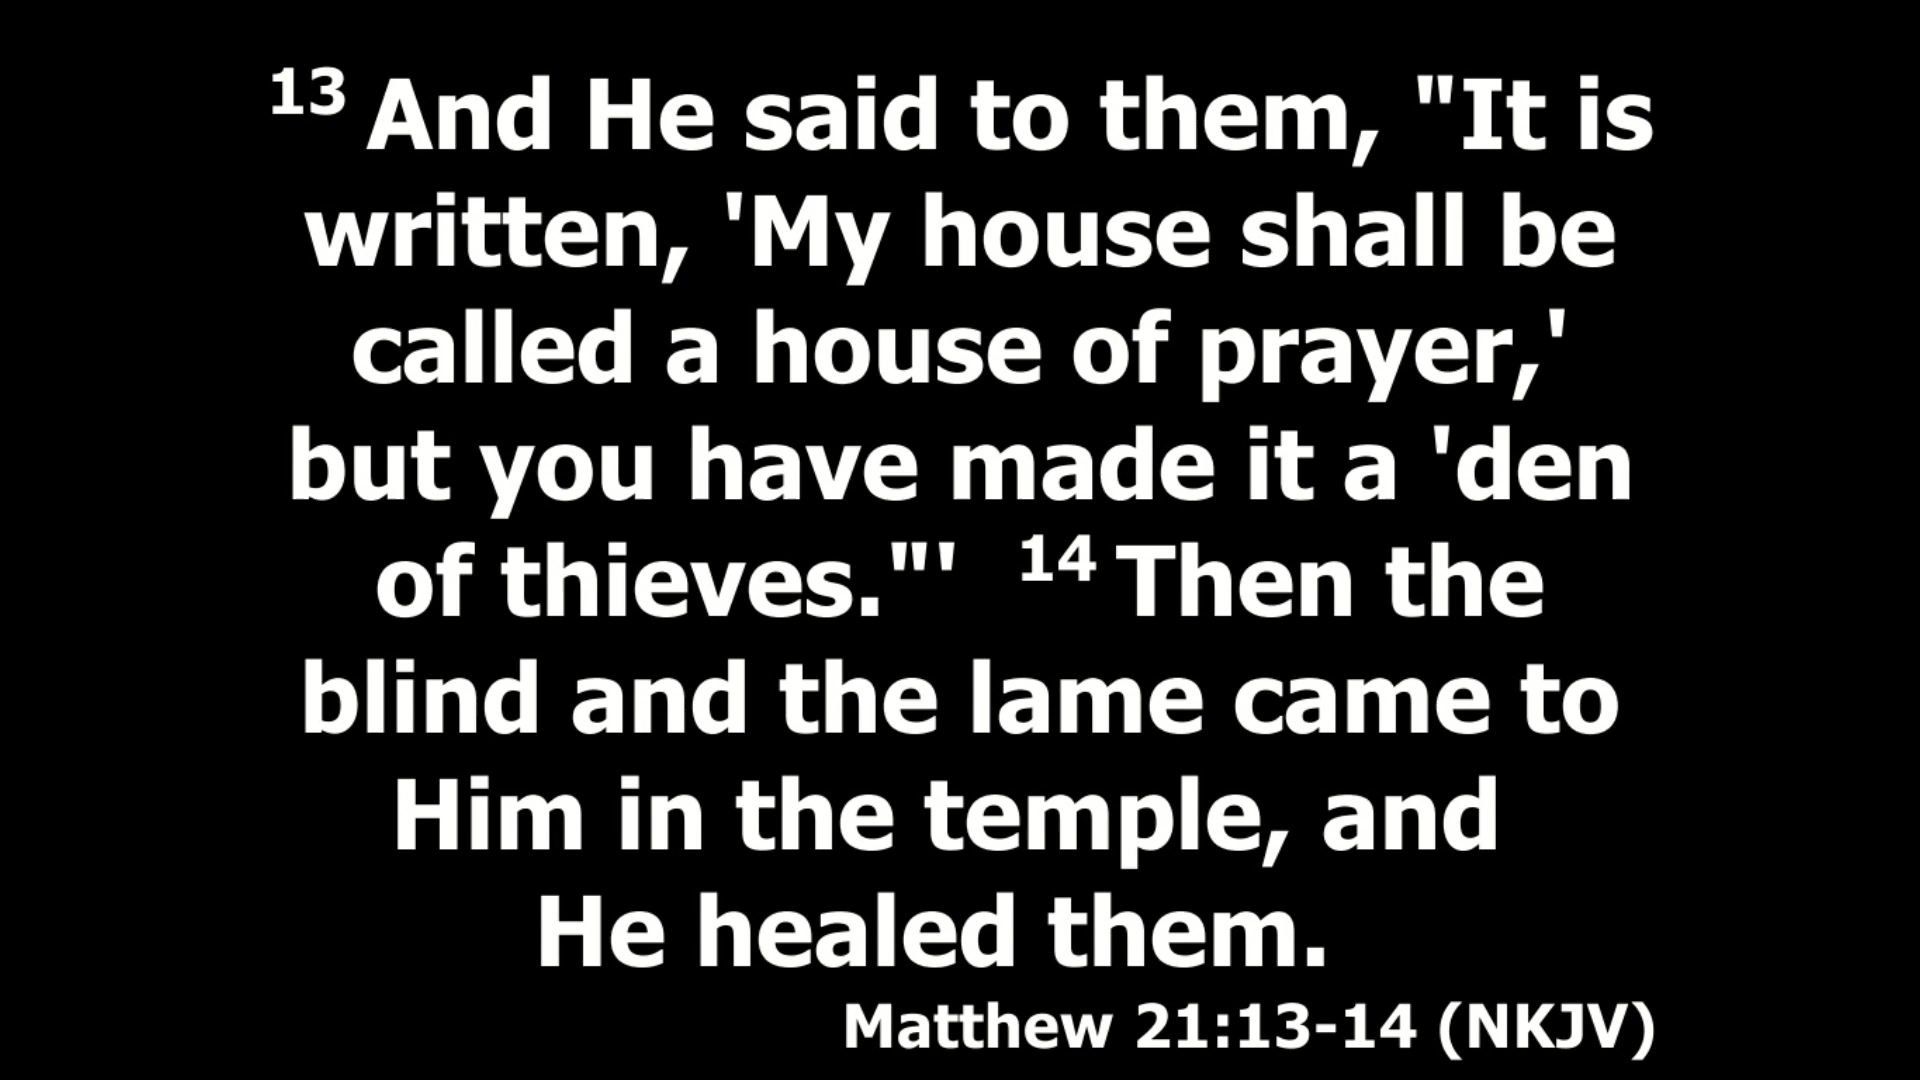 13 And He said to them, "It is
written, 'My house shall be
called a house of prayer,'
but you have made it a 'den
of thieves."' 14 Then the
blind and the lame came to
Him in the temple, and
He healed them.
Matthew 21:13-14 (NKJV)